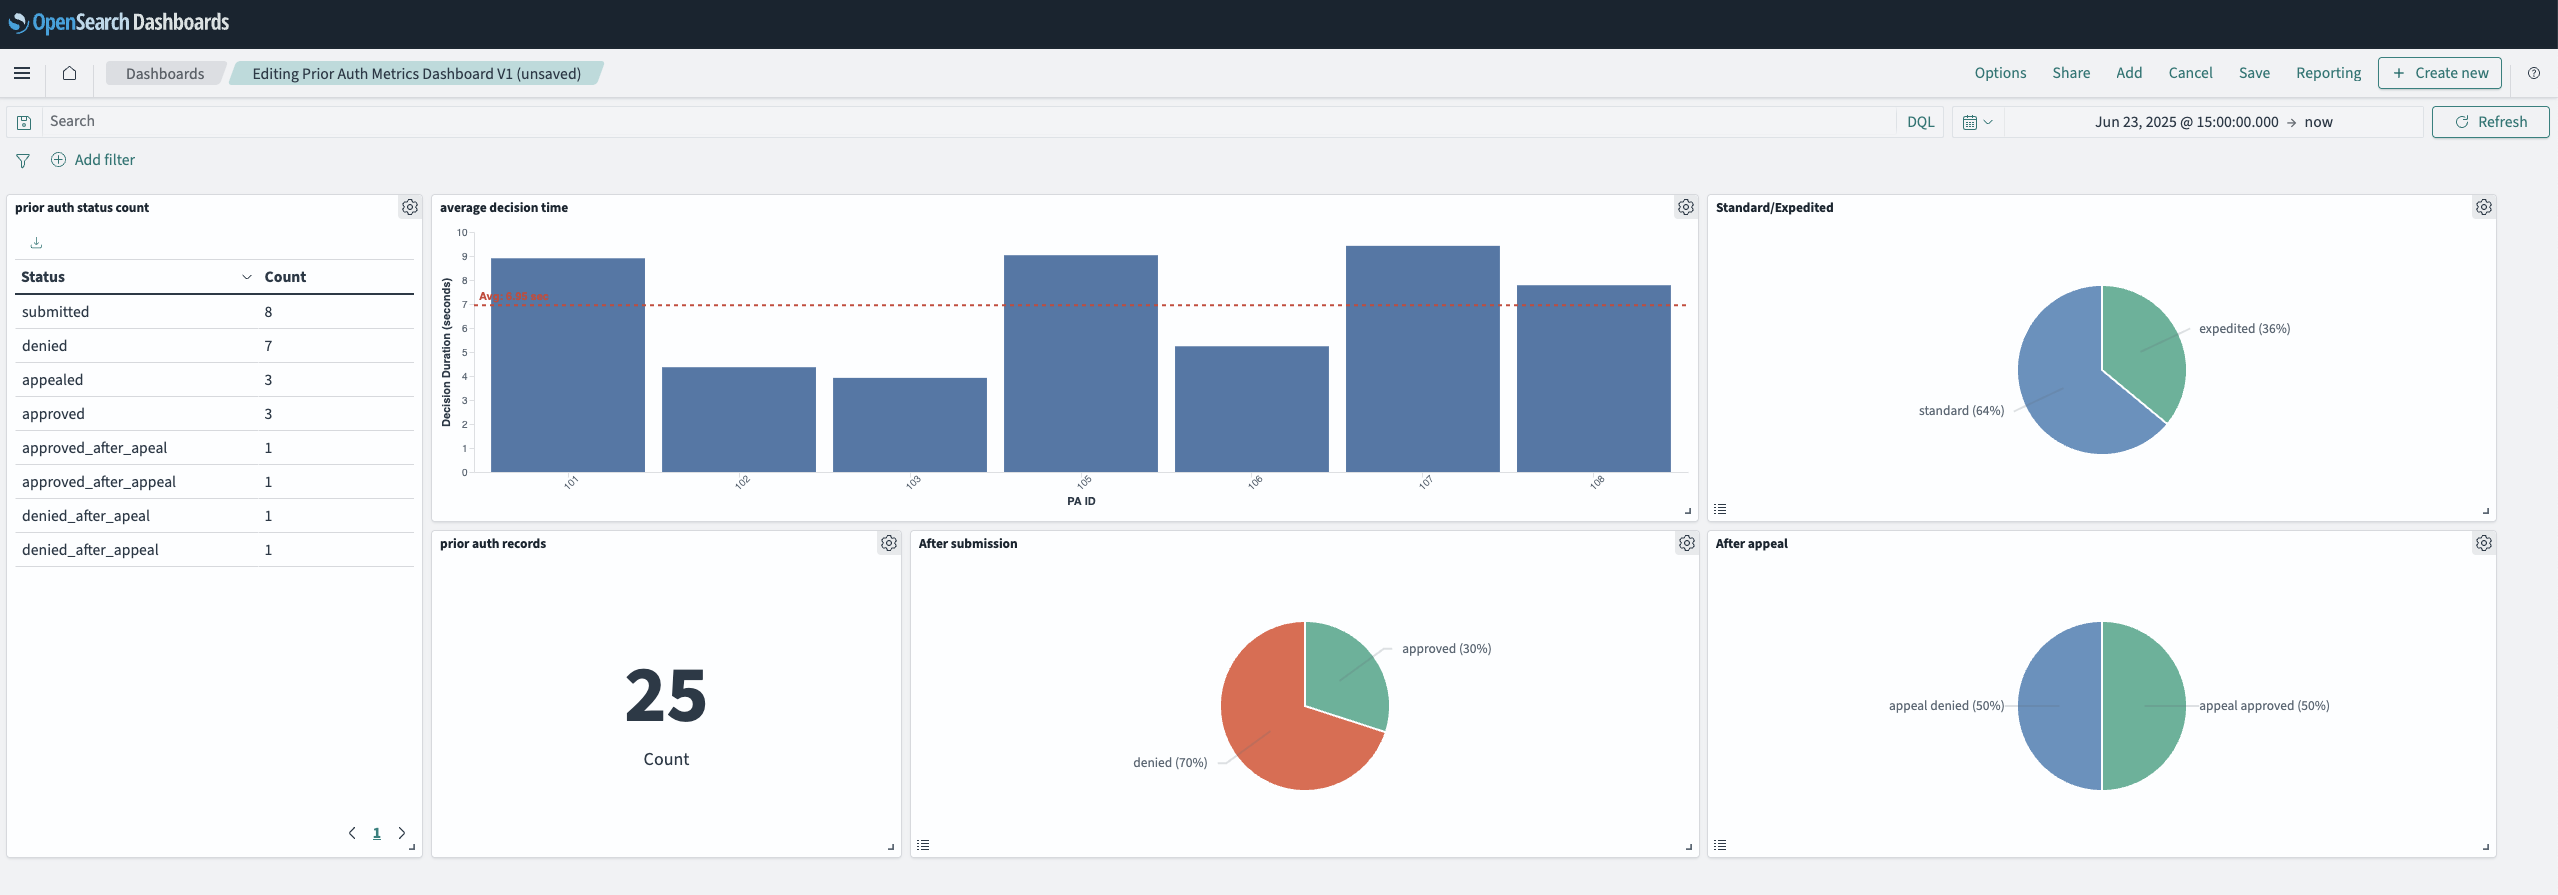 OpenSearch Dashboards
Dashboards
Editing Prior Auth Metrics Dashboard V1 (unsaved)
Options
Share
Add
Cancel
Save
Reporting
Create new
Search
DQL
Jun 23, 2025 @ 15:00:00.000 → now
Refresh
Add filter
prior auth status count
Status Count
submitted 8
denied 7
appealed 3
approved 3
approved_after_apeal 1
approved_after_appeal 1
denied_after_apeal 1
denied_after_appeal 1
1
average decision time
Decision Duration (seconds)
10
9
8
7
6
5
4
3
2
1
0
101 102 103 105 106 107 108
PA ID
Standard/Expedited
expedited (36%)
standard (64%)
prior auth records
25
Count
After submission
approved (30%)
denied (70%)
After appeal
appeal denied (50%)
appeal approved (50%)